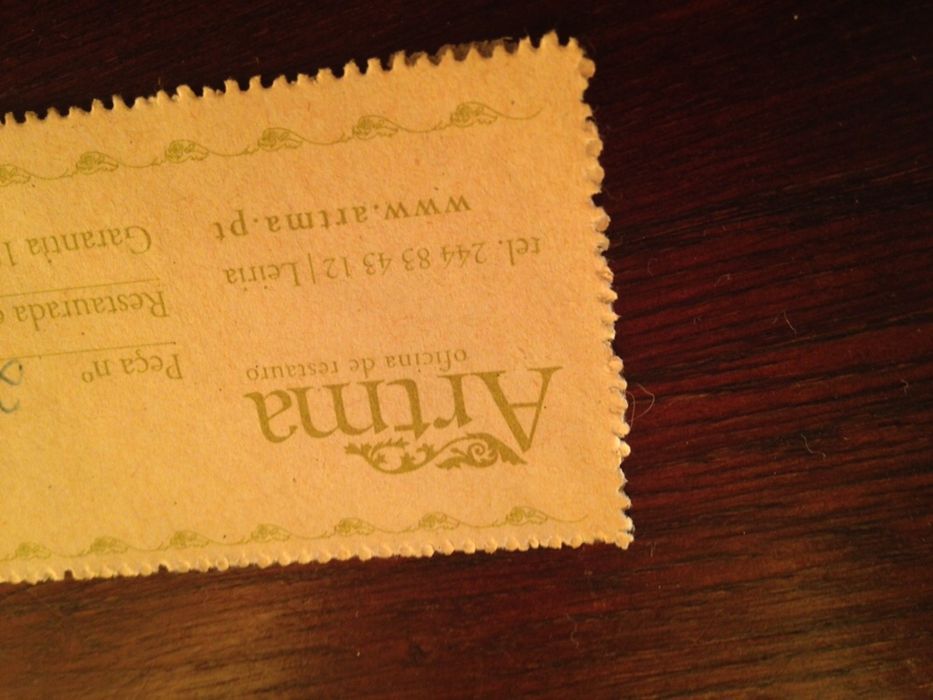 Artma
oficina de restauro
tel. 244 83 43 12 | Leiria
www.artma.pt
Peça nº
Restaurada
Garantia